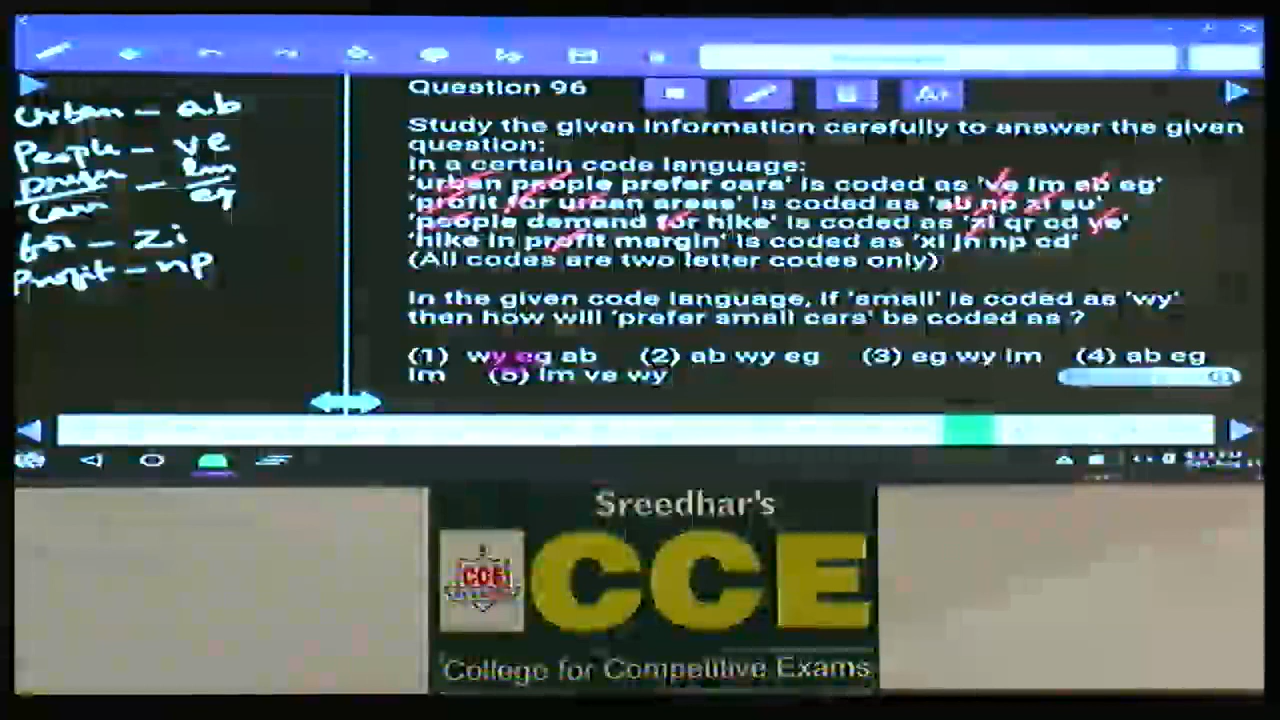 Question 96
Study the given information carefully to answer the given
question:
In a certain code language:
'urban people prefer cars' is coded as 've lm ab eg'
'profit for urban areas' is coded as 'ab np zi su'
'people demand for hike' is coded as 'zi qr cd ve'
'hike in profit margin' is coded as 'xi jn np cd'
(All codes are two letter codes only)
In the given code language, if 'small' is coded as 'wy'
then how will 'prefer small cars' be coded as ?
(1) wy eg ab (2) ab wy eg (3) eg wy lm (4) ab eg
lm (5) lm ve wy
Urban - ab
People - ve
prefer - lm
cars eg
for - zi
Profit - np
Sreedhar's
CCE
CCE
College for Competitive Exams